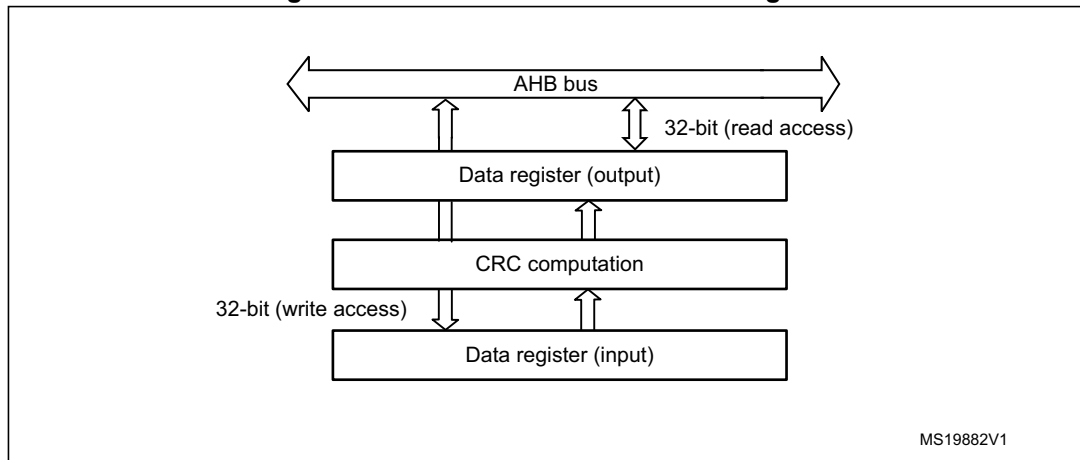 AHB bus
32-bit (read access)
Data register (output)
CRC computation
32-bit (write access)
Data register (input)
MS19882V1